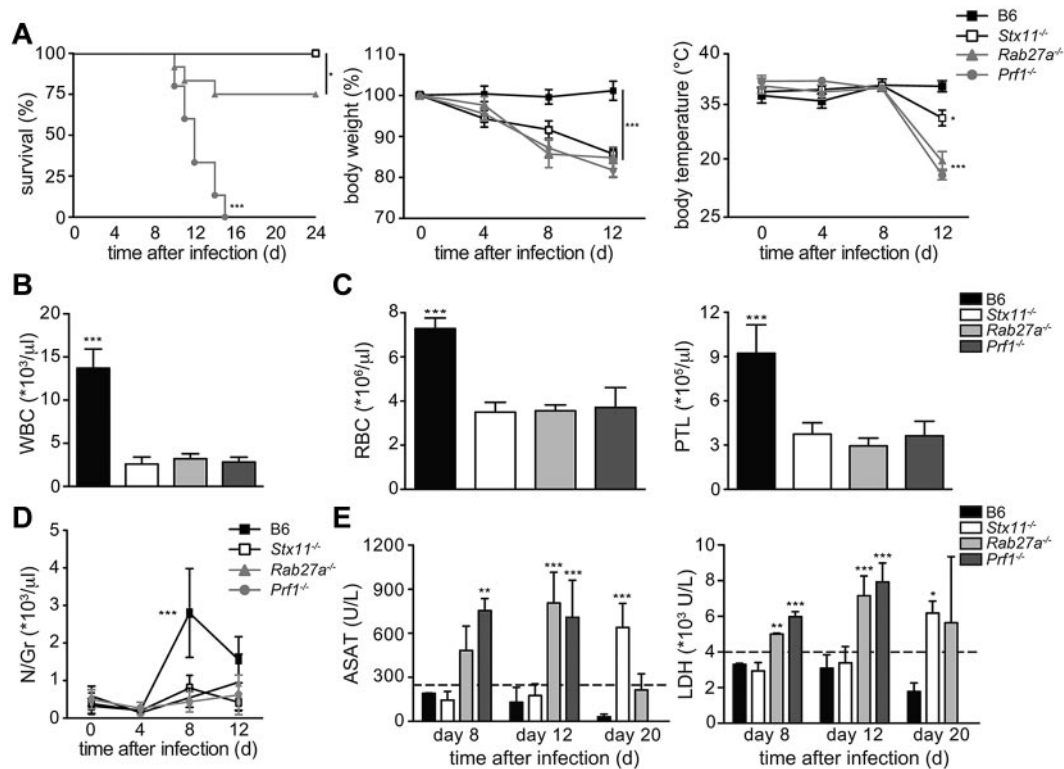 A
B6
Stx11-/-
Rab27a-/-
Prf1-/-
survival (%)
100
75
50
25
0
*
***
0 4 8 12 16 20 24
time after infection (d)
body weight (%)
110
100
90
80
70
***
0 4 8 12
time after infection (d)
body temperature (°C)
40
35
20
25
*
***
0 4 8 12
time after infection (d)
B
WBC (*10³/µl)
20
15
10
5
0
***
C
RBC (*10⁶/µl)
8
6
4
2
0
***
PTL (*10⁵/µl)
12
9
6
3
0
***
B6
Stx11-/-
Rab27a-/-
Prf1-/-
D
N/Gr (*10³/µl)
5
4
3
2
1
0
***
B6
Stx11-/-
Rab27a-/-
Prf1-/-
0 4 8 12
time after infection (d)
E
ASAT (U/L)
1200
900
600
300
0
** *** *** ***
day 8 day 12 day 20
time after infection (d)
LDH (*10³ U/L)
10
8
6
4
2
0
** *** *** *** *
day 8 day 12 day 20
time after infection (d)
B6
Stx11-/-
Rab27a-/-
Prf1-/-